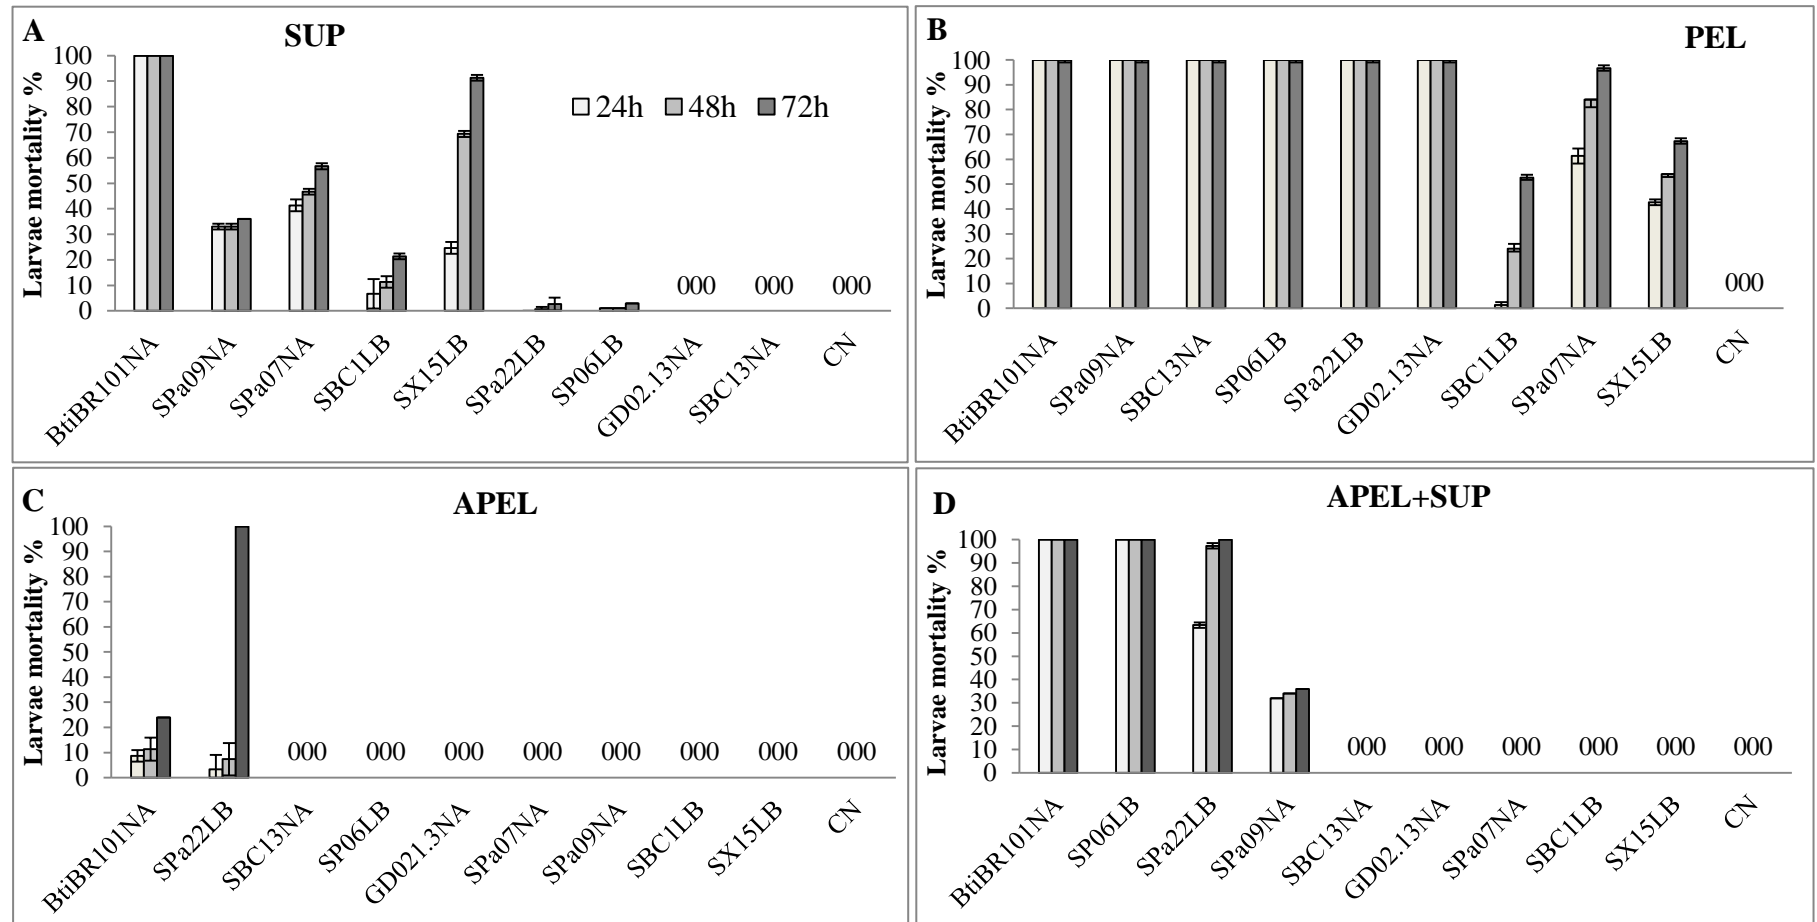 A
SUP
Larvae mortality %
100
90
80
70
60
50
40
30
20
10
0
24h 48h 72h
000 000 000
BtiBR101NA SPa09NA SPa07NA SBC1LB SX15LB SPa22LB SP06LB GD02.13NA SBC13NA CN
B
PEL
Larvae mortality %
100
90
80
70
60
50
40
30
20
10
0
000
BtiBR101NA SPa09NA SBC13NA SP06LB SPa22LB GD02.13NA SBC1LB SPa07NA SX15LB CN
C
APEL
Larvae mortality %
100
90
80
70
60
50
40
30
20
10
0
000 000 000 000 000 000 000 000
BtiBR101NA SPa22LB SBC13NA SP06LB GD021.3NA SPa07NA SPa09NA SBC1LB SX15LB CN
D
APEL+SUP
Larvae mortality %
100
90
80
70
60
50
40
30
20
10
0
000 000 000 000 000 000
BtiBR101NA SP06LB SPa22LB SPa09NA SBC13NA GD02.13NA SPa07NA SBC1LB SX15LB CN